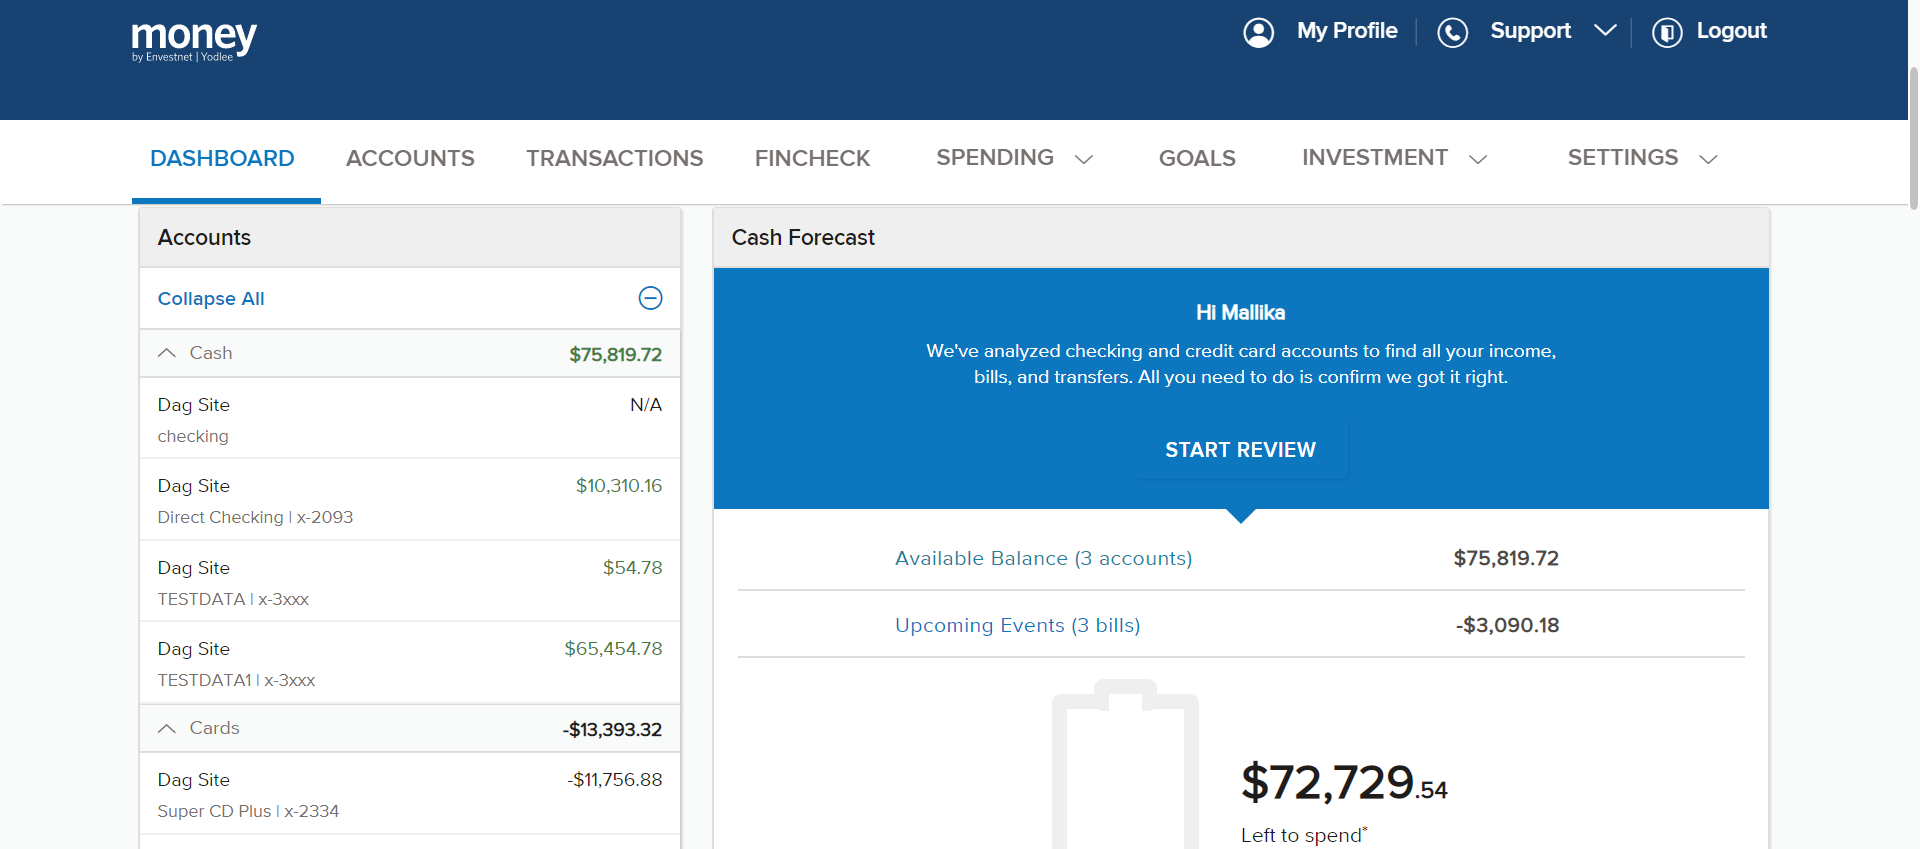 money
by Envestnet | Yodlee
My Profile
Support
Logout
DASHBOARD
ACCOUNTS
TRANSACTIONS
FINCHECK
SPENDING
GOALS
INVESTMENT
SETTINGS
Accounts
Collapse All
Cash $75,819.72
Dag Site N/A
checking
Dag Site $10,310.16
Direct Checking | x-2093
Dag Site $54.78
TESTDATA | x-3xxx
Dag Site $65,454.78
TESTDATA1 | x-3xxx
Cards -$13,393.32
Dag Site -$11,756.88
Super CD Plus | x-2334
Cash Forecast
Hi Mallika
We've analyzed checking and credit card accounts to find all your income,
bills, and transfers. All you need to do is confirm we got it right.
START REVIEW
Available Balance (3 accounts) $75,819.72
Upcoming Events (3 bills) -$3,090.18
$72,729.54
Left to spend*